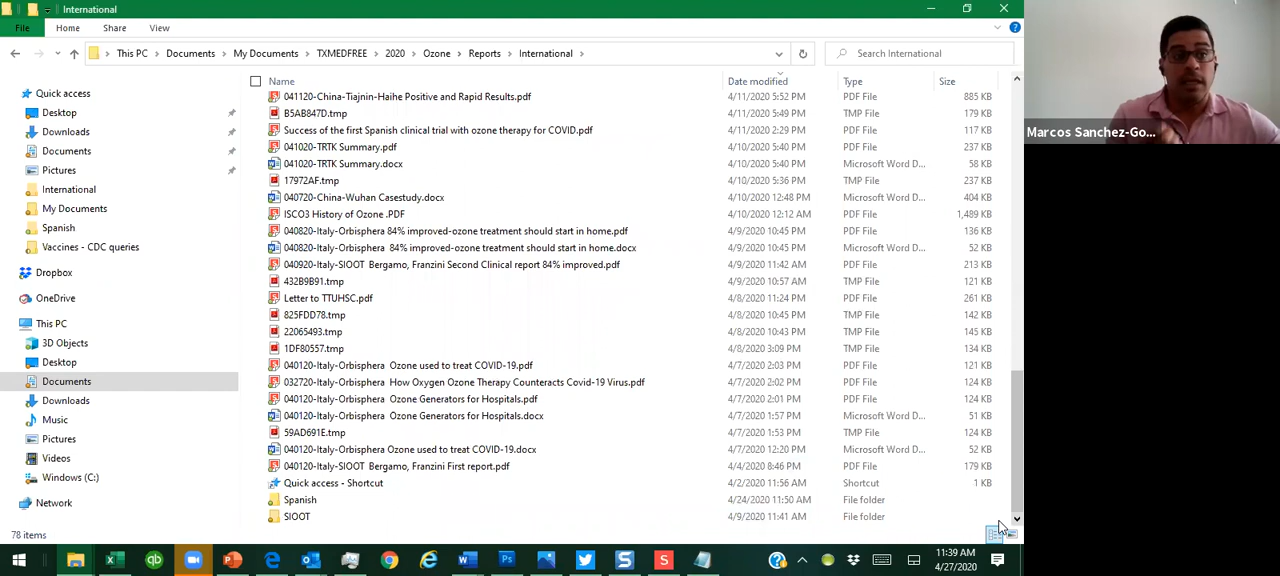 International
File Home Share View
This PC > Documents > My Documents > TXMEDFREE > 2020 > Ozone > Reports > International >
Search International
Marcos Sanchez-Go...
Quick access
Desktop
Downloads
Documents
Pictures
International
My Documents
Spanish
Vaccines - CDC queries
Dropbox
OneDrive
This PC
3D Objects
Desktop
Documents
Downloads
Music
Pictures
Videos
Windows (C:)
Network
Name Date modified Type Size
041120-China-Tiajnin-Haihe Positive and Rapid Results.pdf 4/11/2020 5:52 PM PDF File 885 KB
B5AB847D.tmp 4/11/2020 5:49 PM TMP File 179 KB
Success of the first Spanish clinical trial with ozone therapy for COVID.pdf 4/11/2020 2:29 PM PDF File 117 KB
041020-TRTK Summary.pdf 4/10/2020 5:40 PM PDF File 237 KB
041020-TRTK Summary.docx 4/10/2020 5:40 PM Microsoft Word D... 58 KB
17972AF.tmp 4/10/2020 5:36 PM TMP File 237 KB
040720-China-Wuhan Casestudy.docx 4/10/2020 12:48 PM Microsoft Word D... 404 KB
ISCO3 History of Ozone .PDF 4/10/2020 12:12 AM PDF File 1,489 KB
040820-Italy-Orbisphera 84% improved-ozone treatment should start in home.pdf 4/9/2020 10:45 PM PDF File 136 KB
040820-Italy-Orbisphera 84% improved-ozone treatment should start in home.docx 4/9/2020 10:45 PM Microsoft Word D... 52 KB
040920-Italy-SIOOT Bergamo, Franzini Second Clinical report 84% improved.pdf 4/9/2020 11:42 AM PDF File 213 KB
432B9B91.tmp 4/9/2020 10:57 AM TMP File 121 KB
Letter to TTUHSC.pdf 4/8/2020 11:24 PM PDF File 261 KB
825FDD78.tmp 4/8/2020 10:45 PM TMP File 142 KB
22065493.tmp 4/8/2020 10:43 PM TMP File 145 KB
1DF80557.tmp 4/8/2020 3:09 PM TMP File 134 KB
040120-Italy-Orbisphera Ozone used to treat COVID-19.pdf 4/7/2020 2:03 PM PDF File 121 KB
032720-Italy-Orbisphera How Oxygen Ozone Therapy Counteracts Covid-19 Virus.pdf 4/7/2020 2:02 PM PDF File 124 KB
040120-Italy-Orbisphera Ozone Generators for Hospitals.pdf 4/7/2020 2:01 PM PDF File 124 KB
040120-Italy-Orbisphera Ozone Generators for Hospitals.docx 4/7/2020 1:57 PM Microsoft Word D... 51 KB
59AD691E.tmp 4/7/2020 1:53 PM TMP File 124 KB
040120-Italy-Orbisphera Ozone used to treat COVID-19.docx 4/7/2020 12:20 PM Microsoft Word D... 52 KB
040120-Italy-SIOOT Bergamo, Franzini First report.pdf 4/4/2020 8:46 PM PDF File 179 KB
Quick access - Shortcut 4/2/2020 11:56 AM Shortcut 1 KB
Spanish 4/24/2020 11:50 AM File folder
SIOOT 4/9/2020 11:41 AM File folder
78 items
11:39 AM
4/27/2020